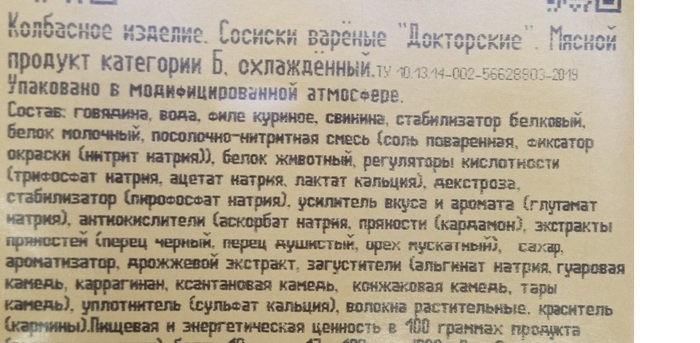 Колбасное изделие. Сосиски варёные "Докторские". Мясной
продукт категории Б, охлаждённый.ТУ 10.13.14-002-56628903-2019
Упаковано в модифицированной атмосфере.
Состав: говядина, вода, филе куриное, свинина, стабилизатор белковый,
белок молочный, посолочно-нитритная смесь (соль поваренная, фиксатор
окраски (нитрит натрия)), белок животный, регуляторы кислотности
(трифосфат натрия, ацетат натрия, лактат кальция), декстроза,
стабилизатор (пирофосфат натрия), усилитель вкуса и аромата (глутамат
натрия), антиокислители (аскорбат натрия, пряности (кардамон), экстракты
пряностей (перец черный, перец душистый, орех мускатный), сахар,
ароматизатор, дрожжевой экстракт, загустители (альгинат натрия, гуаровая
камедь, каррагинан, ксантановая камедь, конжаковая камедь, тары
камедь), уплотнитель (сульфат кальция), волокна растительные, краситель
(кармины).Пищевая и энергетическая ценность в 100 граммах продукта